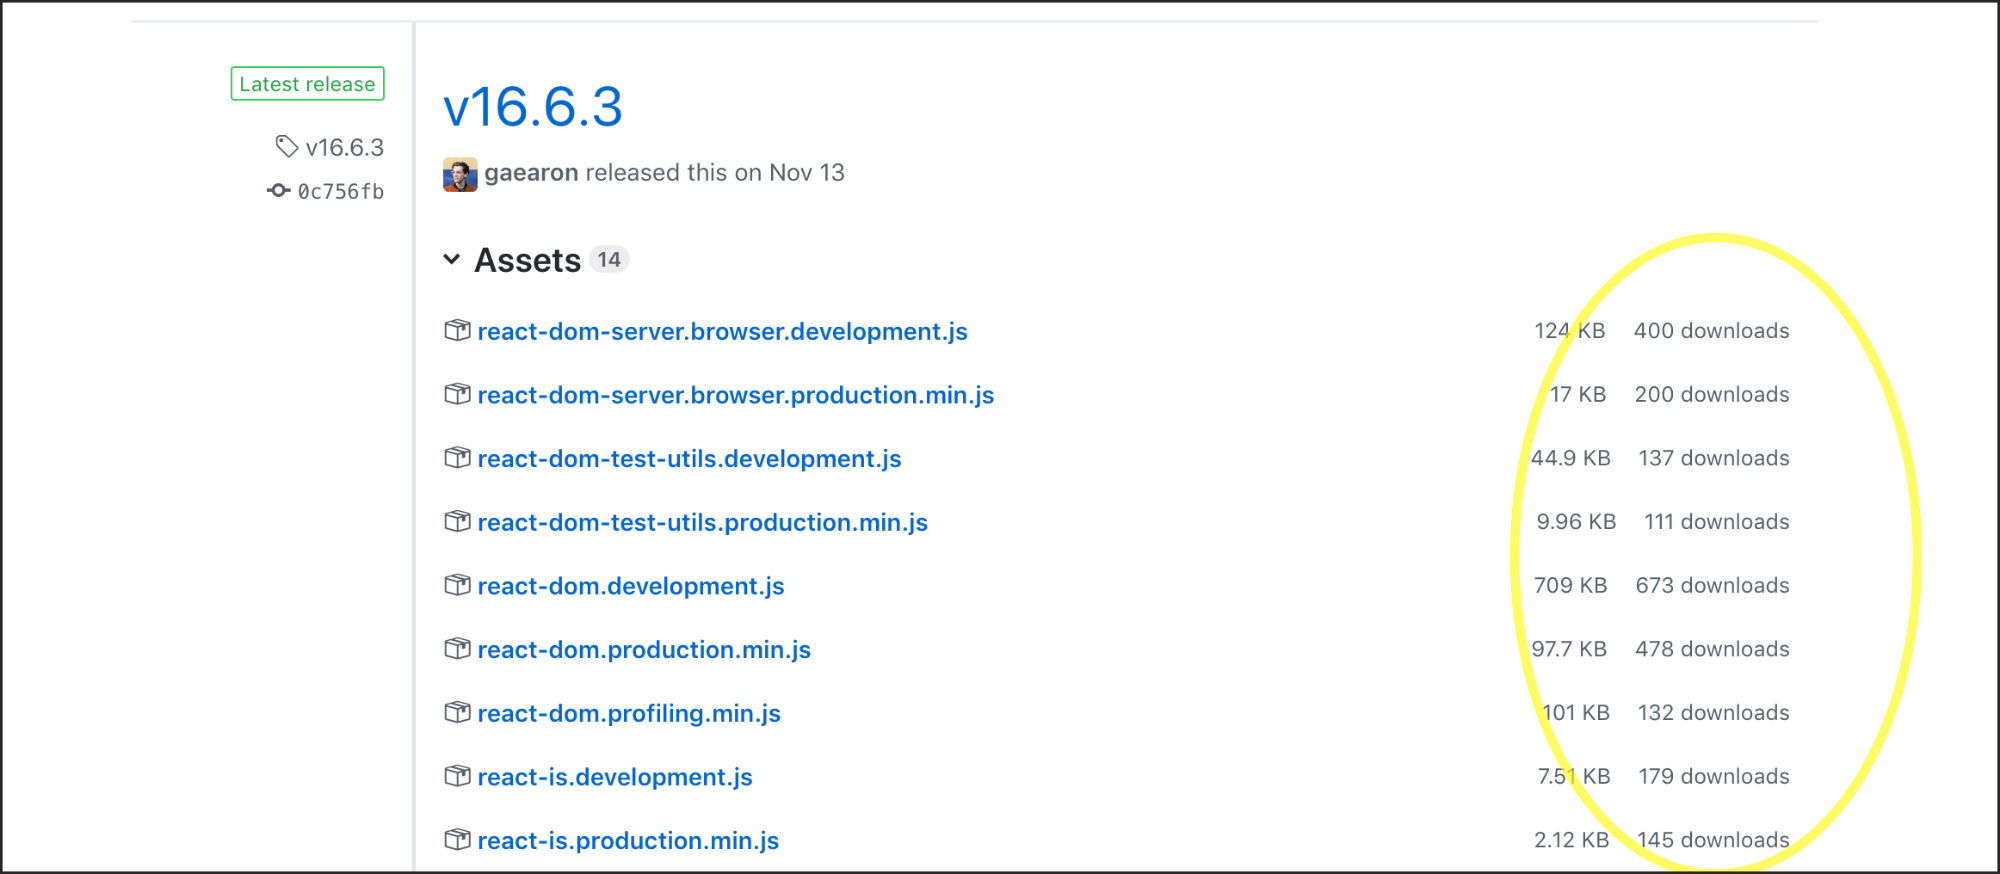 Latest release
v16.6.3
0c756fb
v16.6.3
gaearon released this on Nov 13
Assets 14
react-dom-server.browser.development.js 124 KB 400 downloads
react-dom-server.browser.production.min.js 17 KB 200 downloads
react-dom-test-utils.development.js 44.9 KB 137 downloads
react-dom-test-utils.production.min.js 9.96 KB 111 downloads
react-dom.development.js 709 KB 673 downloads
react-dom.production.min.js 97.7 KB 478 downloads
react-dom.profiling.min.js 101 KB 132 downloads
react-is.development.js 7.51 KB 179 downloads
react-is.production.min.js 2.12 KB 145 downloads